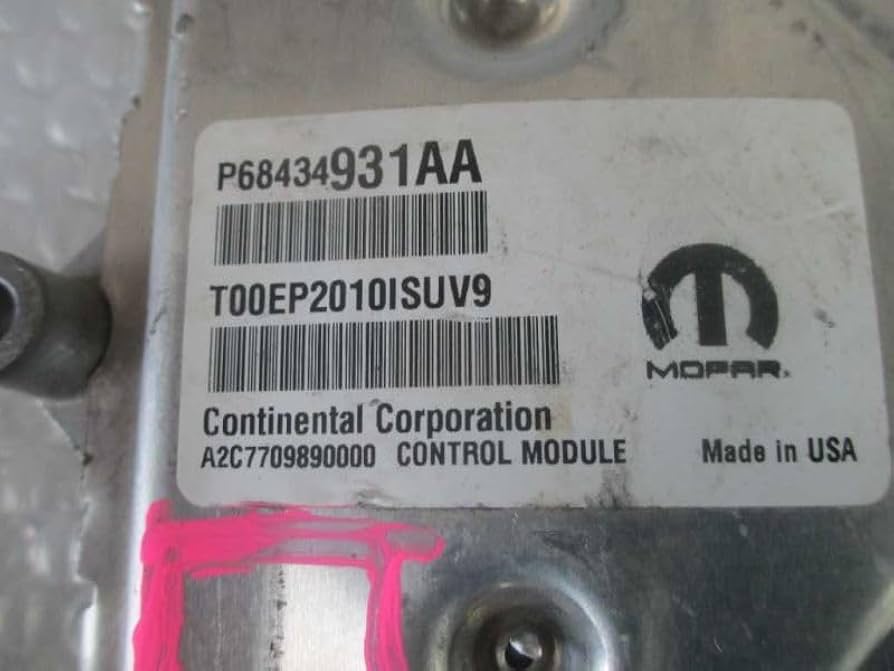 P68434931AA
T00EP2010ISUV9
MOPAR
Continental Corporation
A2C7709890000 CONTROL MODULE Made in USA